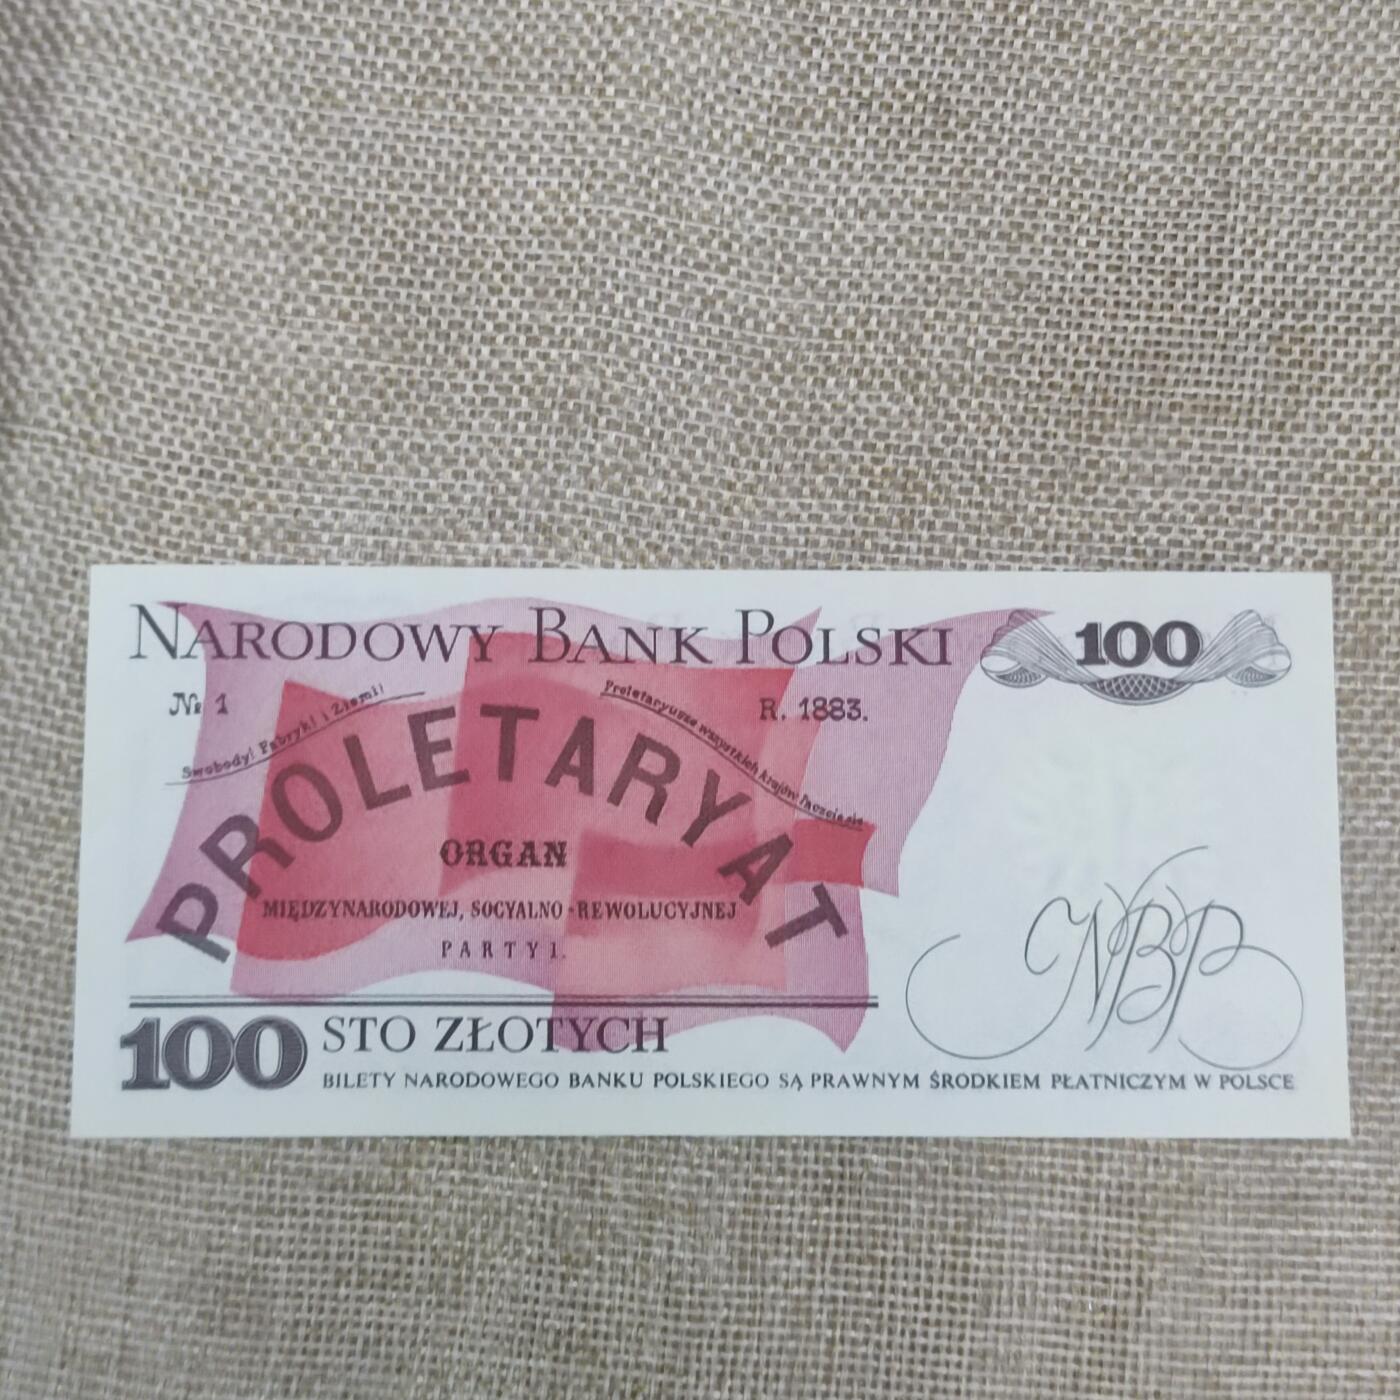 NARODOWY BANK POLSKI
100
№ 1
Swobody! Fabryk! i Ziemi!
Proletaryusze wszystkich krajów łączcie się
R. 1883.
PROLETARYAT
ORGAN
MIĘDZYNARODOWEJ, SOCYALNO-REWOLUCYJNEJ
PARTYI.
NBP
100 STO ZŁOTYCH
BILETY NARODOWEGO BANKU POLSKIEGO SĄ PRAWNYM ŚRODKIEM PŁATNICZYM W POLSCE